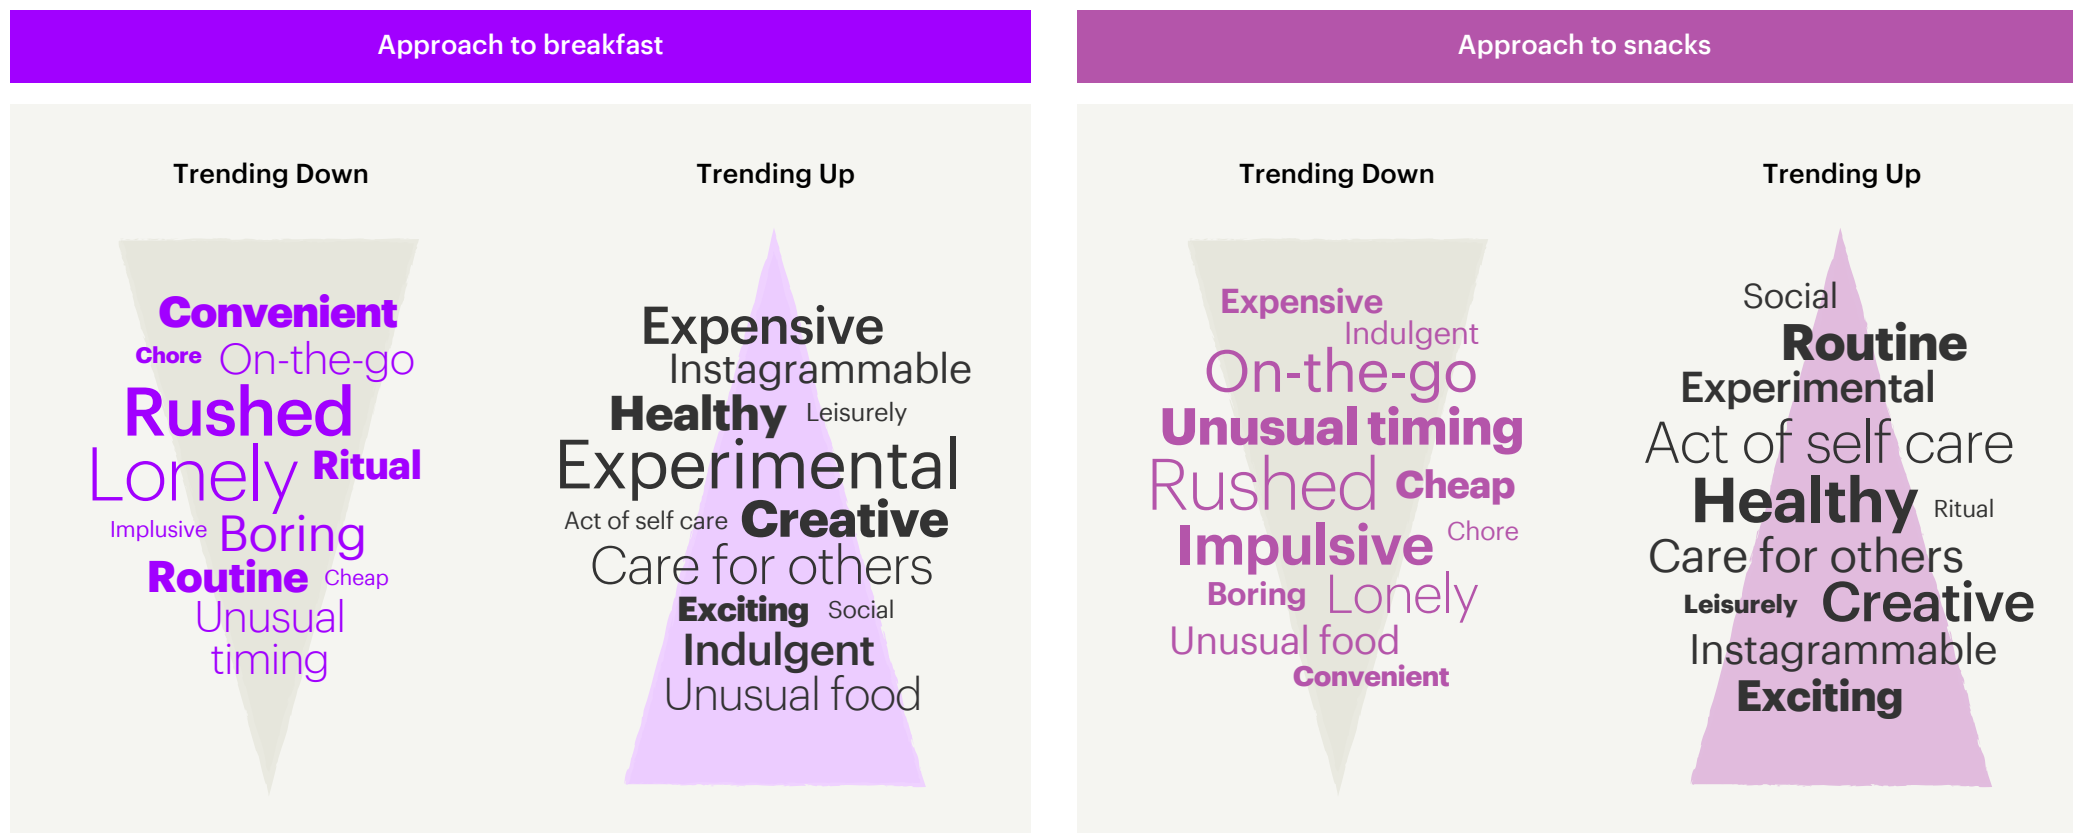 Approach to breakfast
Trending Down
Convenient
Chore On-the-go
Rushed
Lonely Ritual
Implusive Boring
Routine Cheap
Unusual
timing
Trending Up
Expensive
Instagrammable
Healthy Leisurely
Experimental
Act of self care Creative
Care for others
Exciting Social
Indulgent
Unusual food
Approach to snacks
Trending Down
Expensive
Indulgent
On-the-go
Unusual timing
Rushed Cheap
Impulsive Chore
Boring Lonely
Unusual food
Convenient
Trending Up
Social
Routine
Experimental
Act of self care
Healthy Ritual
Care for others
Leisurely Creative
Instagrammable
Exciting